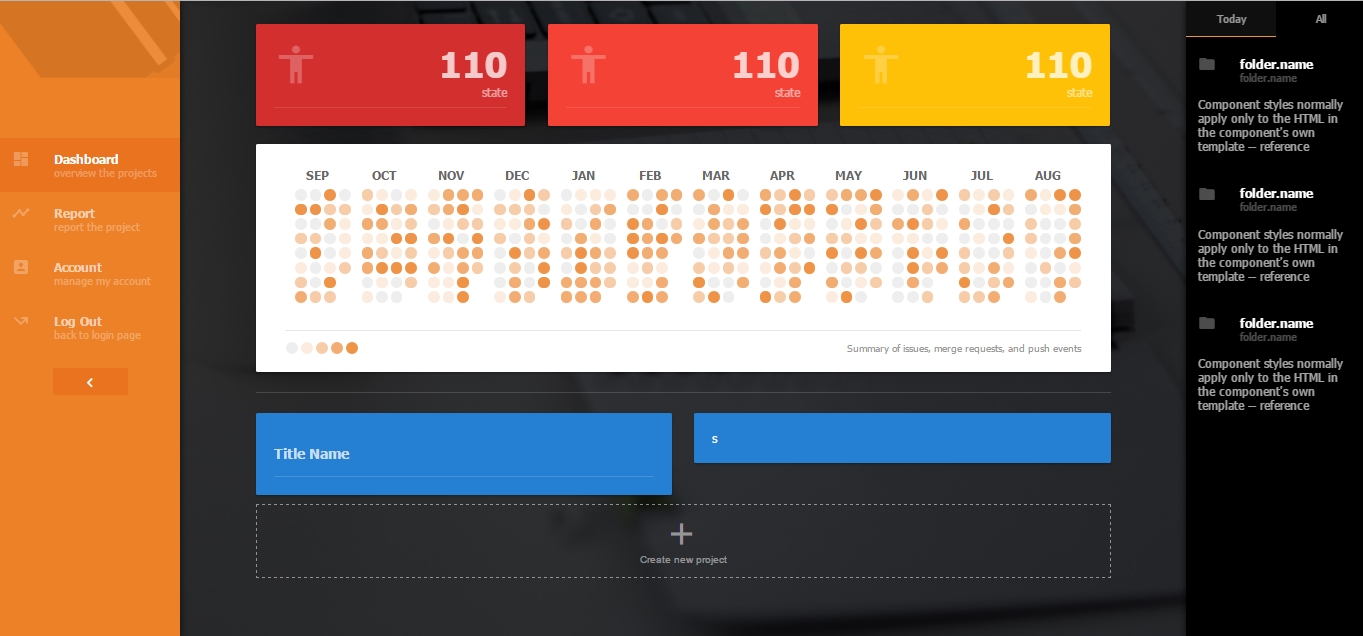 Dashboard
overview the projects
Report
report the project
Account
manage my account
Log Out
back to login page
110
state
110
state
110
state
SEP OCT NOV DEC JAN FEB MAR APR MAY JUN JUL AUG
Summary of issues, merge requests, and push events
Title Name
s
Create new project
Today All
folder.name
folder.name
Component styles normally
apply only to the HTML in
the component's own
template — reference
folder.name
folder.name
Component styles normally
apply only to the HTML in
the component's own
template — reference
folder.name
folder.name
Component styles normally
apply only to the HTML in
the component's own
template — reference